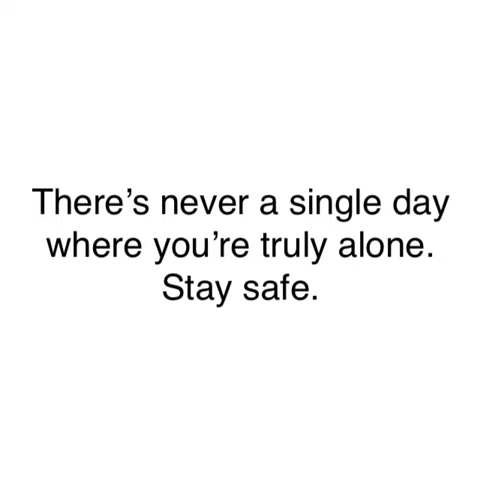 There’s never a single day
where you’re truly alone.
Stay safe.